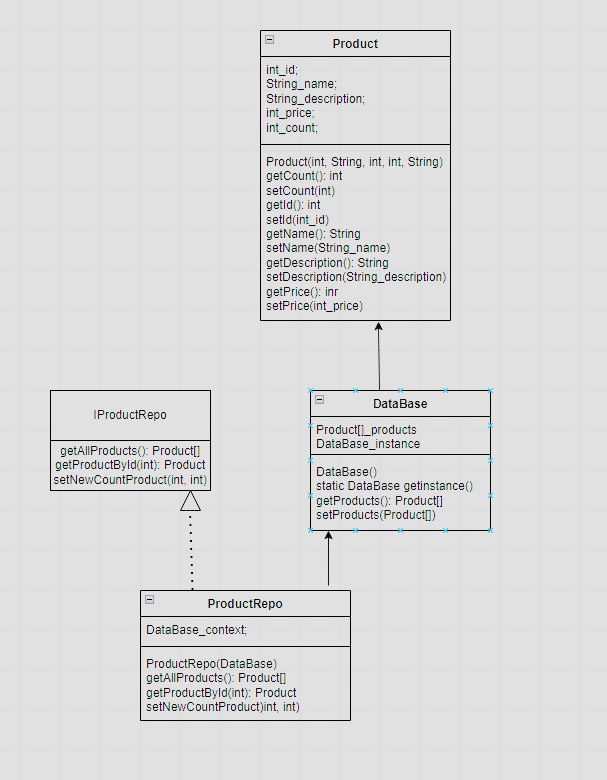 Product
int_id;
String_name;
String_description;
int_price;
int_count;
Product(int, String, int, int, String)
getCount(): int
setCount(int)
getId(): int
setId(int_id)
getName(): String
setName(String_name)
getDescription(): String
setDescription(String_description)
getPrice(): inr
setPrice(int_price)
IProductRepo
getAllProducts(): Product[]
getProductById(int): Product
setNewCountProduct(int, int)
DataBase
Product[]_products
DataBase_instance
DataBase()
static DataBase getinstance()
getProducts(): Product[]
setProducts(Product[])
ProductRepo
DataBase_context;
ProductRepo(DataBase)
getAllProducts(): Product[]
getProductById(int): Product
setNewCountProduct)int, int)